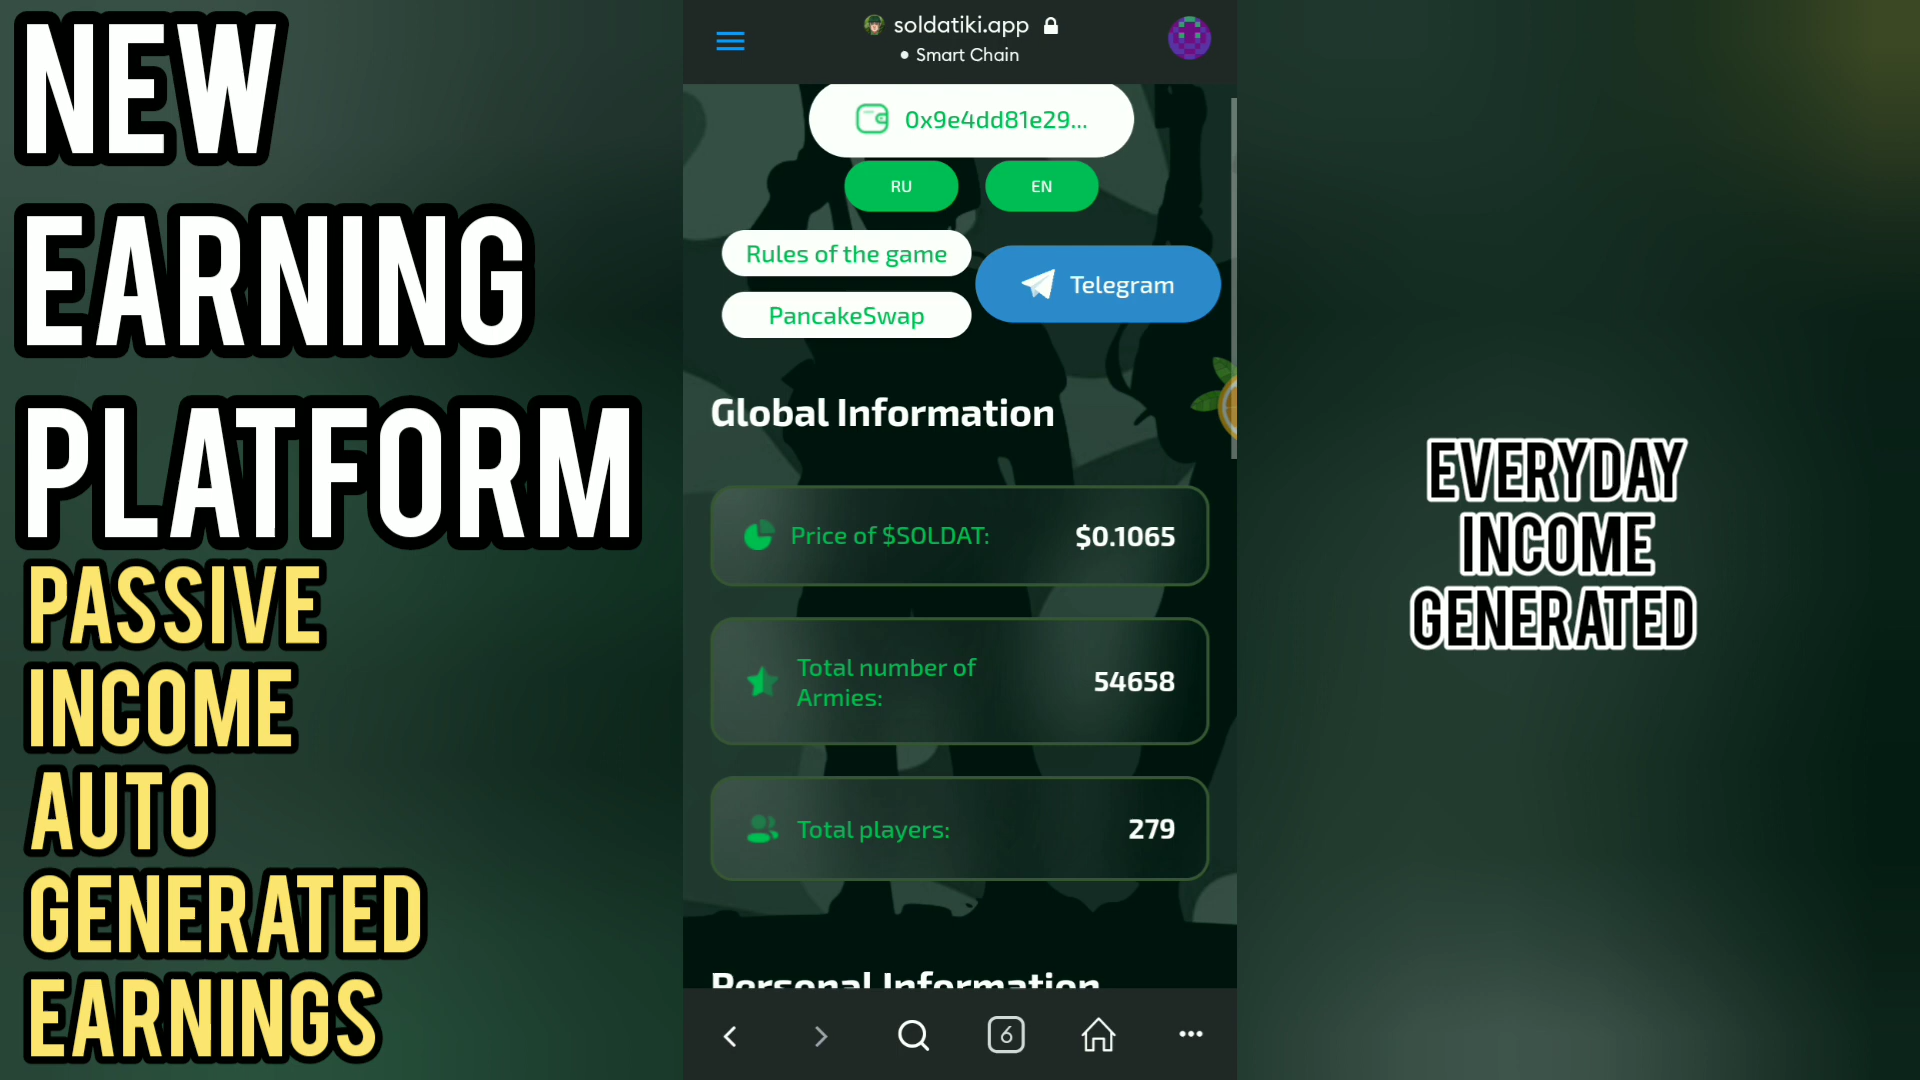 NEW
EARNING
PLATFORM
PASSIVE
INCOME
AUTO
GENERATED
EARNINGS
soldatiki.app
• Smart Chain
0x9e4dd81e29...
RU
EN
Rules of the game
Telegram
PancakeSwap
Global Information
Price of $SOLDAT:
$0.1065
Total number of
Armies:
54658
Total players:
279
Personal Information
6
EVERYDAY
INCOME
GENERATED